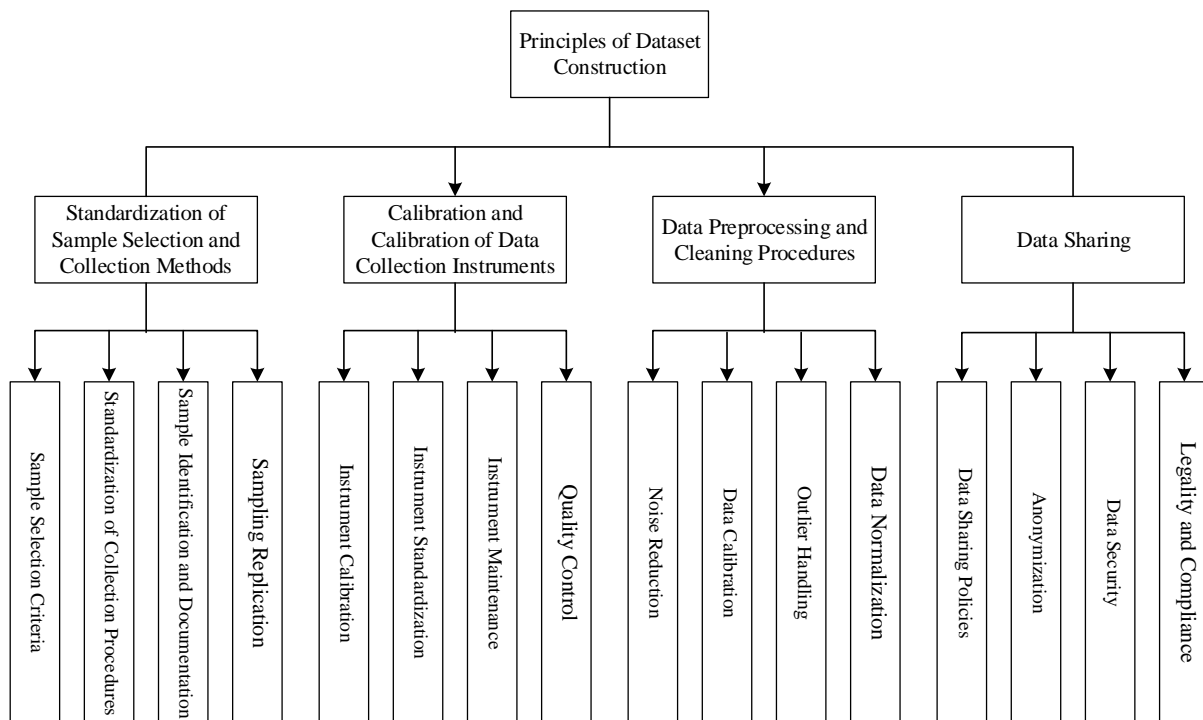 Principles of Dataset
Construction
Standardization of
Sample Selection and
Collection Methods
Calibration and
Calibration of Data
Collection Instruments
Data Preprocessing and
Cleaning Procedures
Data Sharing
Sample Selection Criteria
Standardization of Collection Procedures
Sample Identification and Documentation
Sampling Replication
Instrument Calibration
Instrument Standardization
Instrument Maintenance
Quality Control
Noise Reduction
Data Calibration
Outlier Handling
Data Normalization
Data Sharing Policies
Anonymization
Data Security
Legality and Compliance